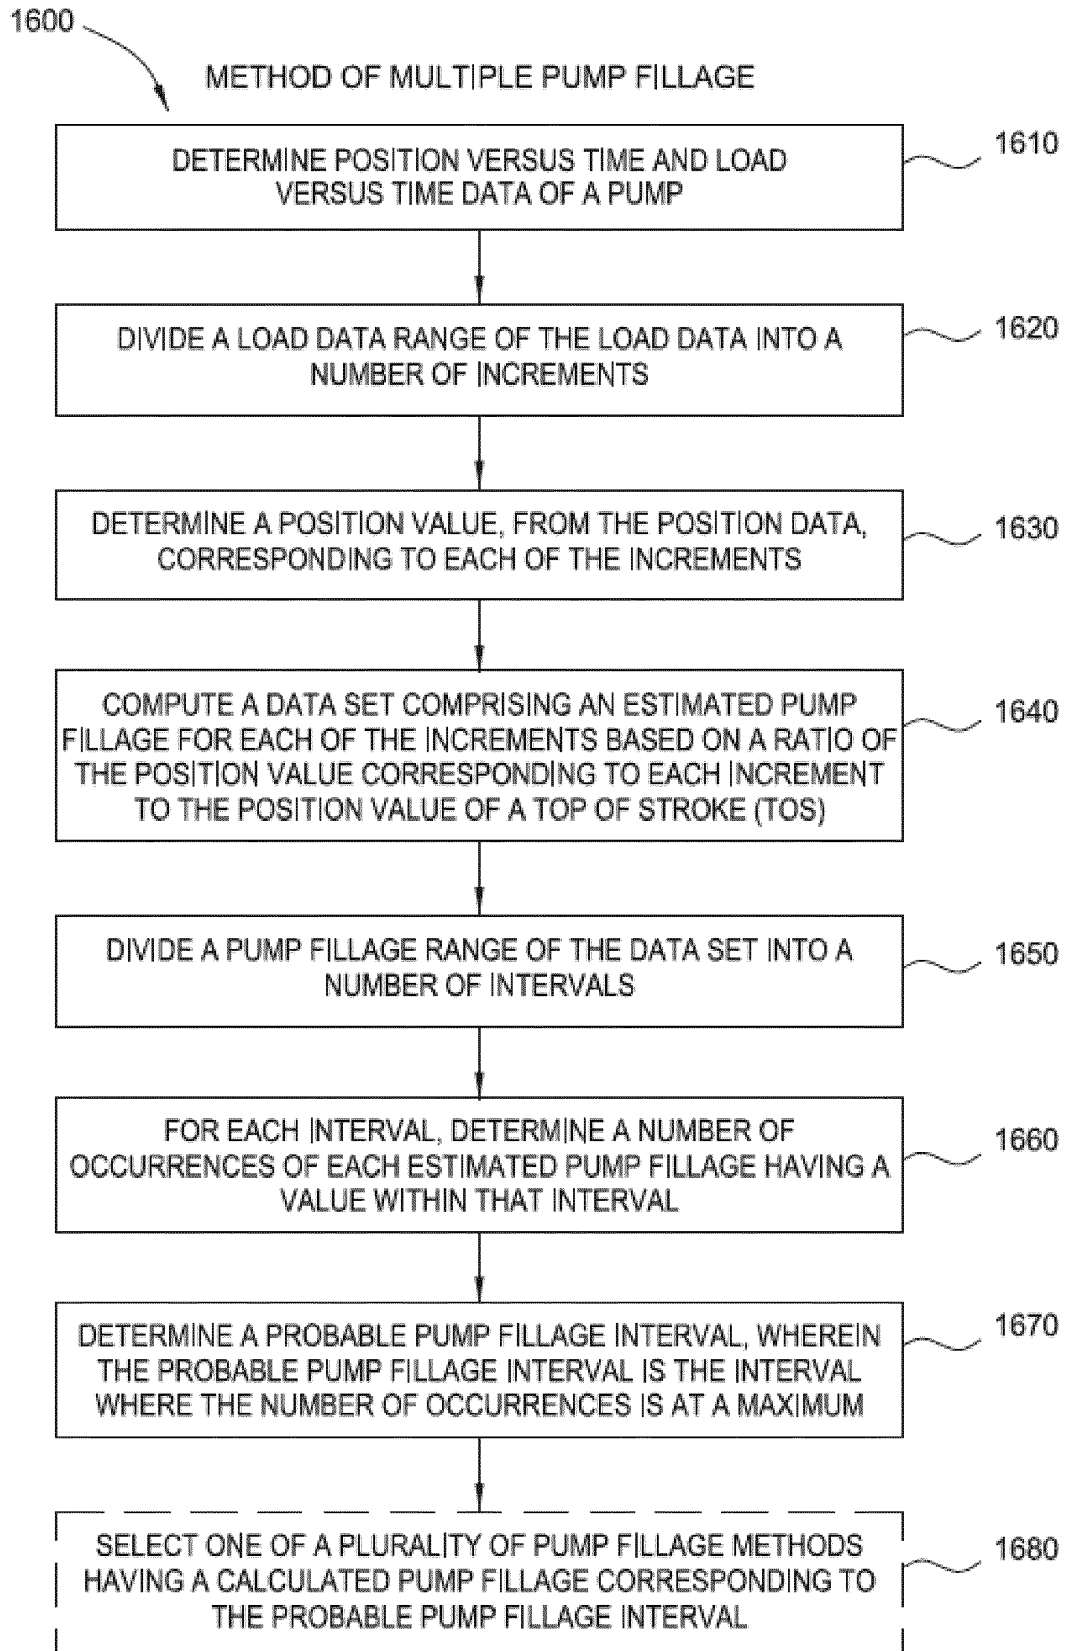 1600
METHOD OF MULTIPLE PUMP FILLAGE
DETERMINE POSITION VERSUS TIME AND LOAD
VERSUS TIME DATA OF A PUMP
1610
DIVIDE A LOAD DATA RANGE OF THE LOAD DATA INTO A
NUMBER OF INCREMENTS
1620
DETERMINE A POSITION VALUE, FROM THE POSITION DATA,
CORRESPONDING TO EACH OF THE INCREMENTS
1630
COMPUTE A DATA SET COMPRISING AN ESTIMATED PUMP
FILLAGE FOR EACH OF THE INCREMENTS BASED ON A RATIO OF
THE POSITION VALUE CORRESPONDING TO EACH INCREMENT
TO THE POSITION VALUE OF A TOP OF STROKE (TOS)
1640
DIVIDE A PUMP FILLAGE RANGE OF THE DATA SET INTO A
NUMBER OF INTERVALS
1650
FOR EACH INTERVAL, DETERMINE A NUMBER OF
OCCURRENCES OF EACH ESTIMATED PUMP FILLAGE HAVING A
VALUE WITHIN THAT INTERVAL
1660
DETERMINE A PROBABLE PUMP FILLAGE INTERVAL, WHEREIN
THE PROBABLE PUMP FILLAGE INTERVAL IS THE INTERVAL
WHERE THE NUMBER OF OCCURRENCES IS AT A MAXIMUM
1670
SELECT ONE OF A PLURALITY OF PUMP FILLAGE METHODS
HAVING A CALCULATED PUMP FILLAGE CORRESPONDING TO
THE PROBABLE PUMP FILLAGE INTERVAL
1680